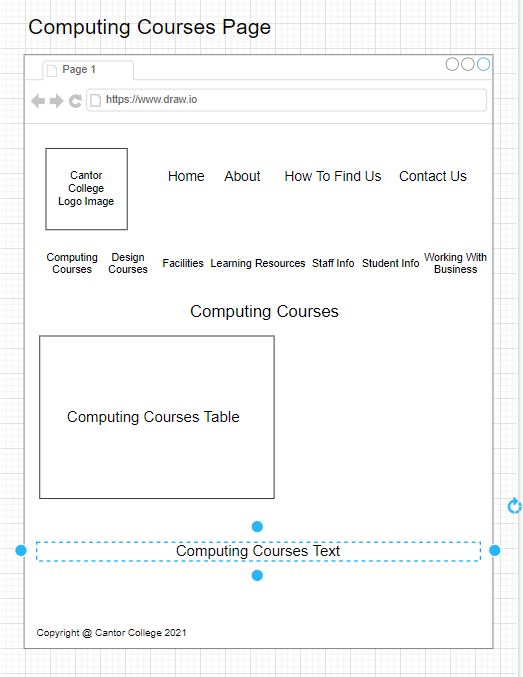 Computing Courses Page
Page 1
https://www.draw.io
Cantor
College
Logo Image
Home About How To Find Us Contact Us
Computing
Courses
Design
Courses
Facilities
Learning Resources
Staff Info
Student Info
Working With
Business
Computing Courses
Computing Courses Table
Computing Courses Text
Copyright @ Cantor College 2021